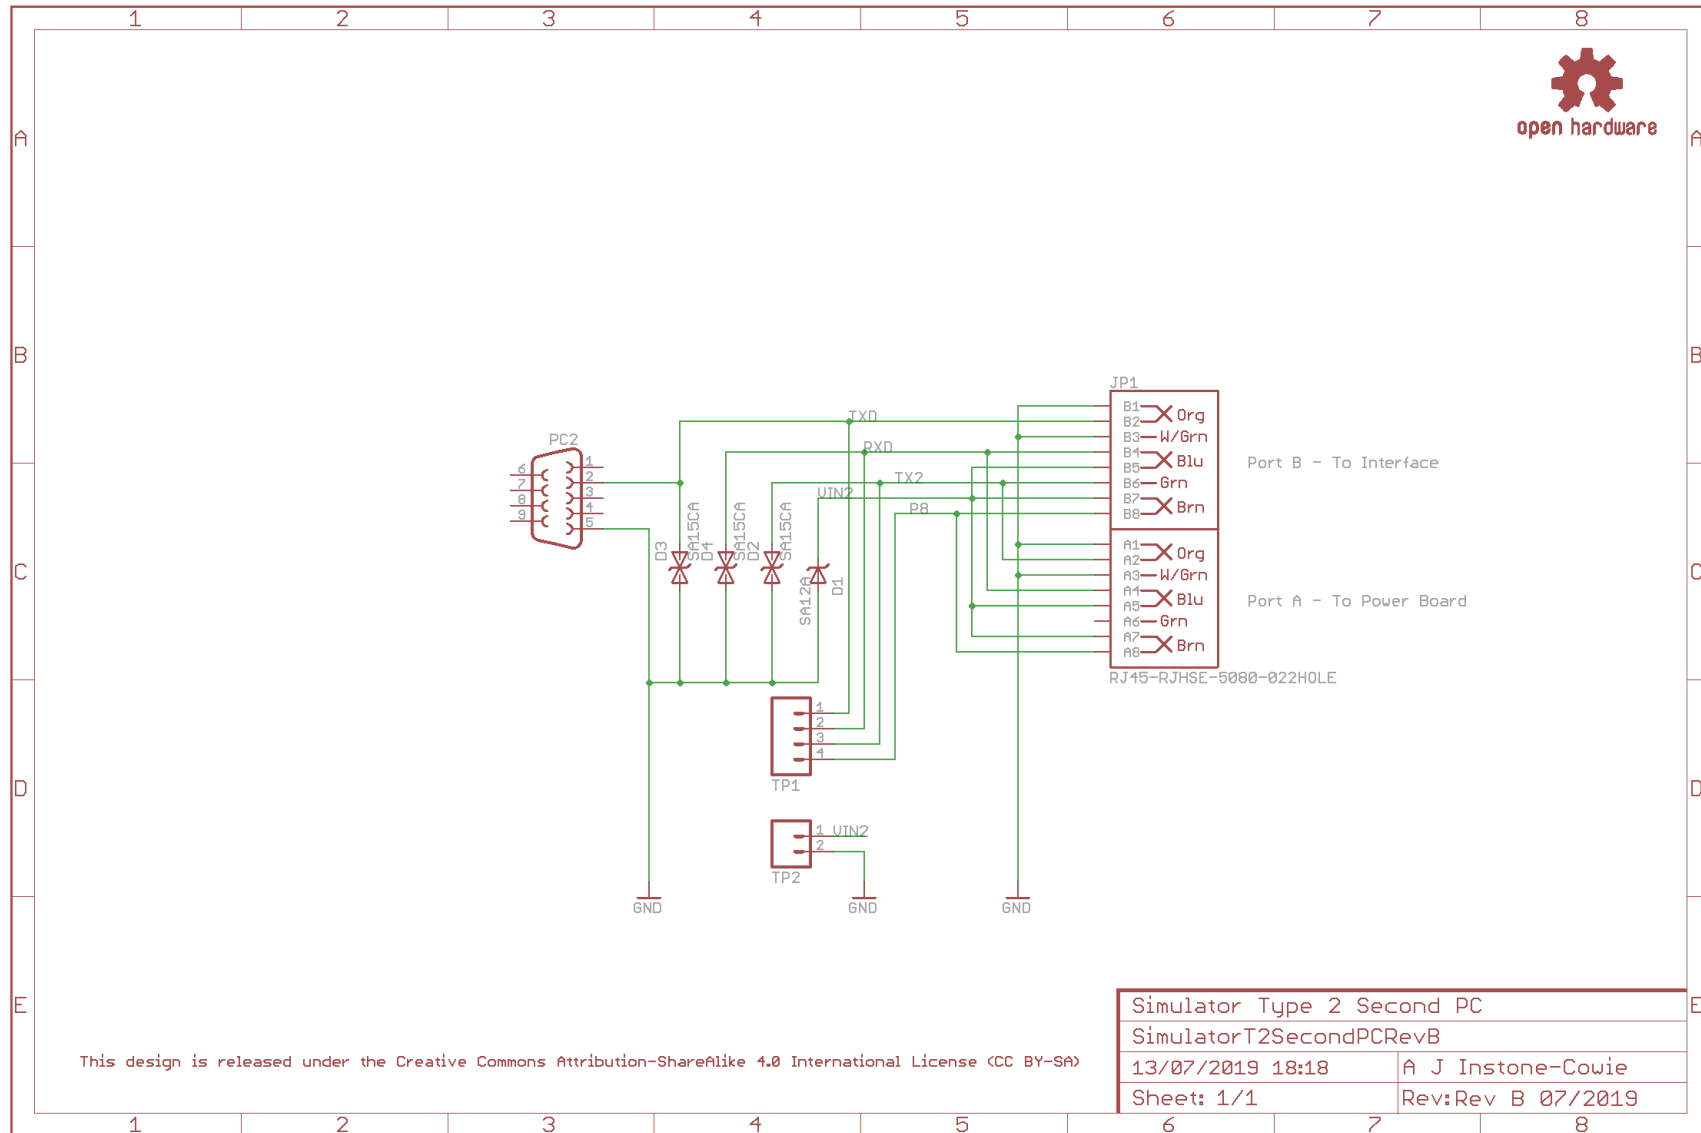 1 2 3 4 5 6 7 8
open hardware
A A
B B
C C
D D
E E
JP1
B1 Org
B2
B3 W/Grn
B4 Blu
B5
B6 Grn
B7 Brn
B8
Port B - To Interface
A1 Org
A2
A3 W/Grn
A4 Blu
A5
A6 Grn
A7 Brn
A8
Port A - To Power Board
RJ45-RJHSE-5080-022HOLE
TXD
RXD
TX2
VIN2
P8
PC2
1
2
3
4
5
6
7
8
9
D3
SA15CA
D4
SA15CA
D2
SA15CA
SA12A
D1
1
2
3
4
TP1
1 VIN2
2
TP2
GND GND GND
Simulator Type 2 Second PC
SimulatorT2SecondPCRevB
13/07/2019 18:18 A J Instone-Cowie
Sheet: 1/1 Rev:Rev B 07/2019
This design is released under the Creative Commons Attribution-ShareAlike 4.0 International License (CC BY-SA)
1 2 3 4 5 6 7 8